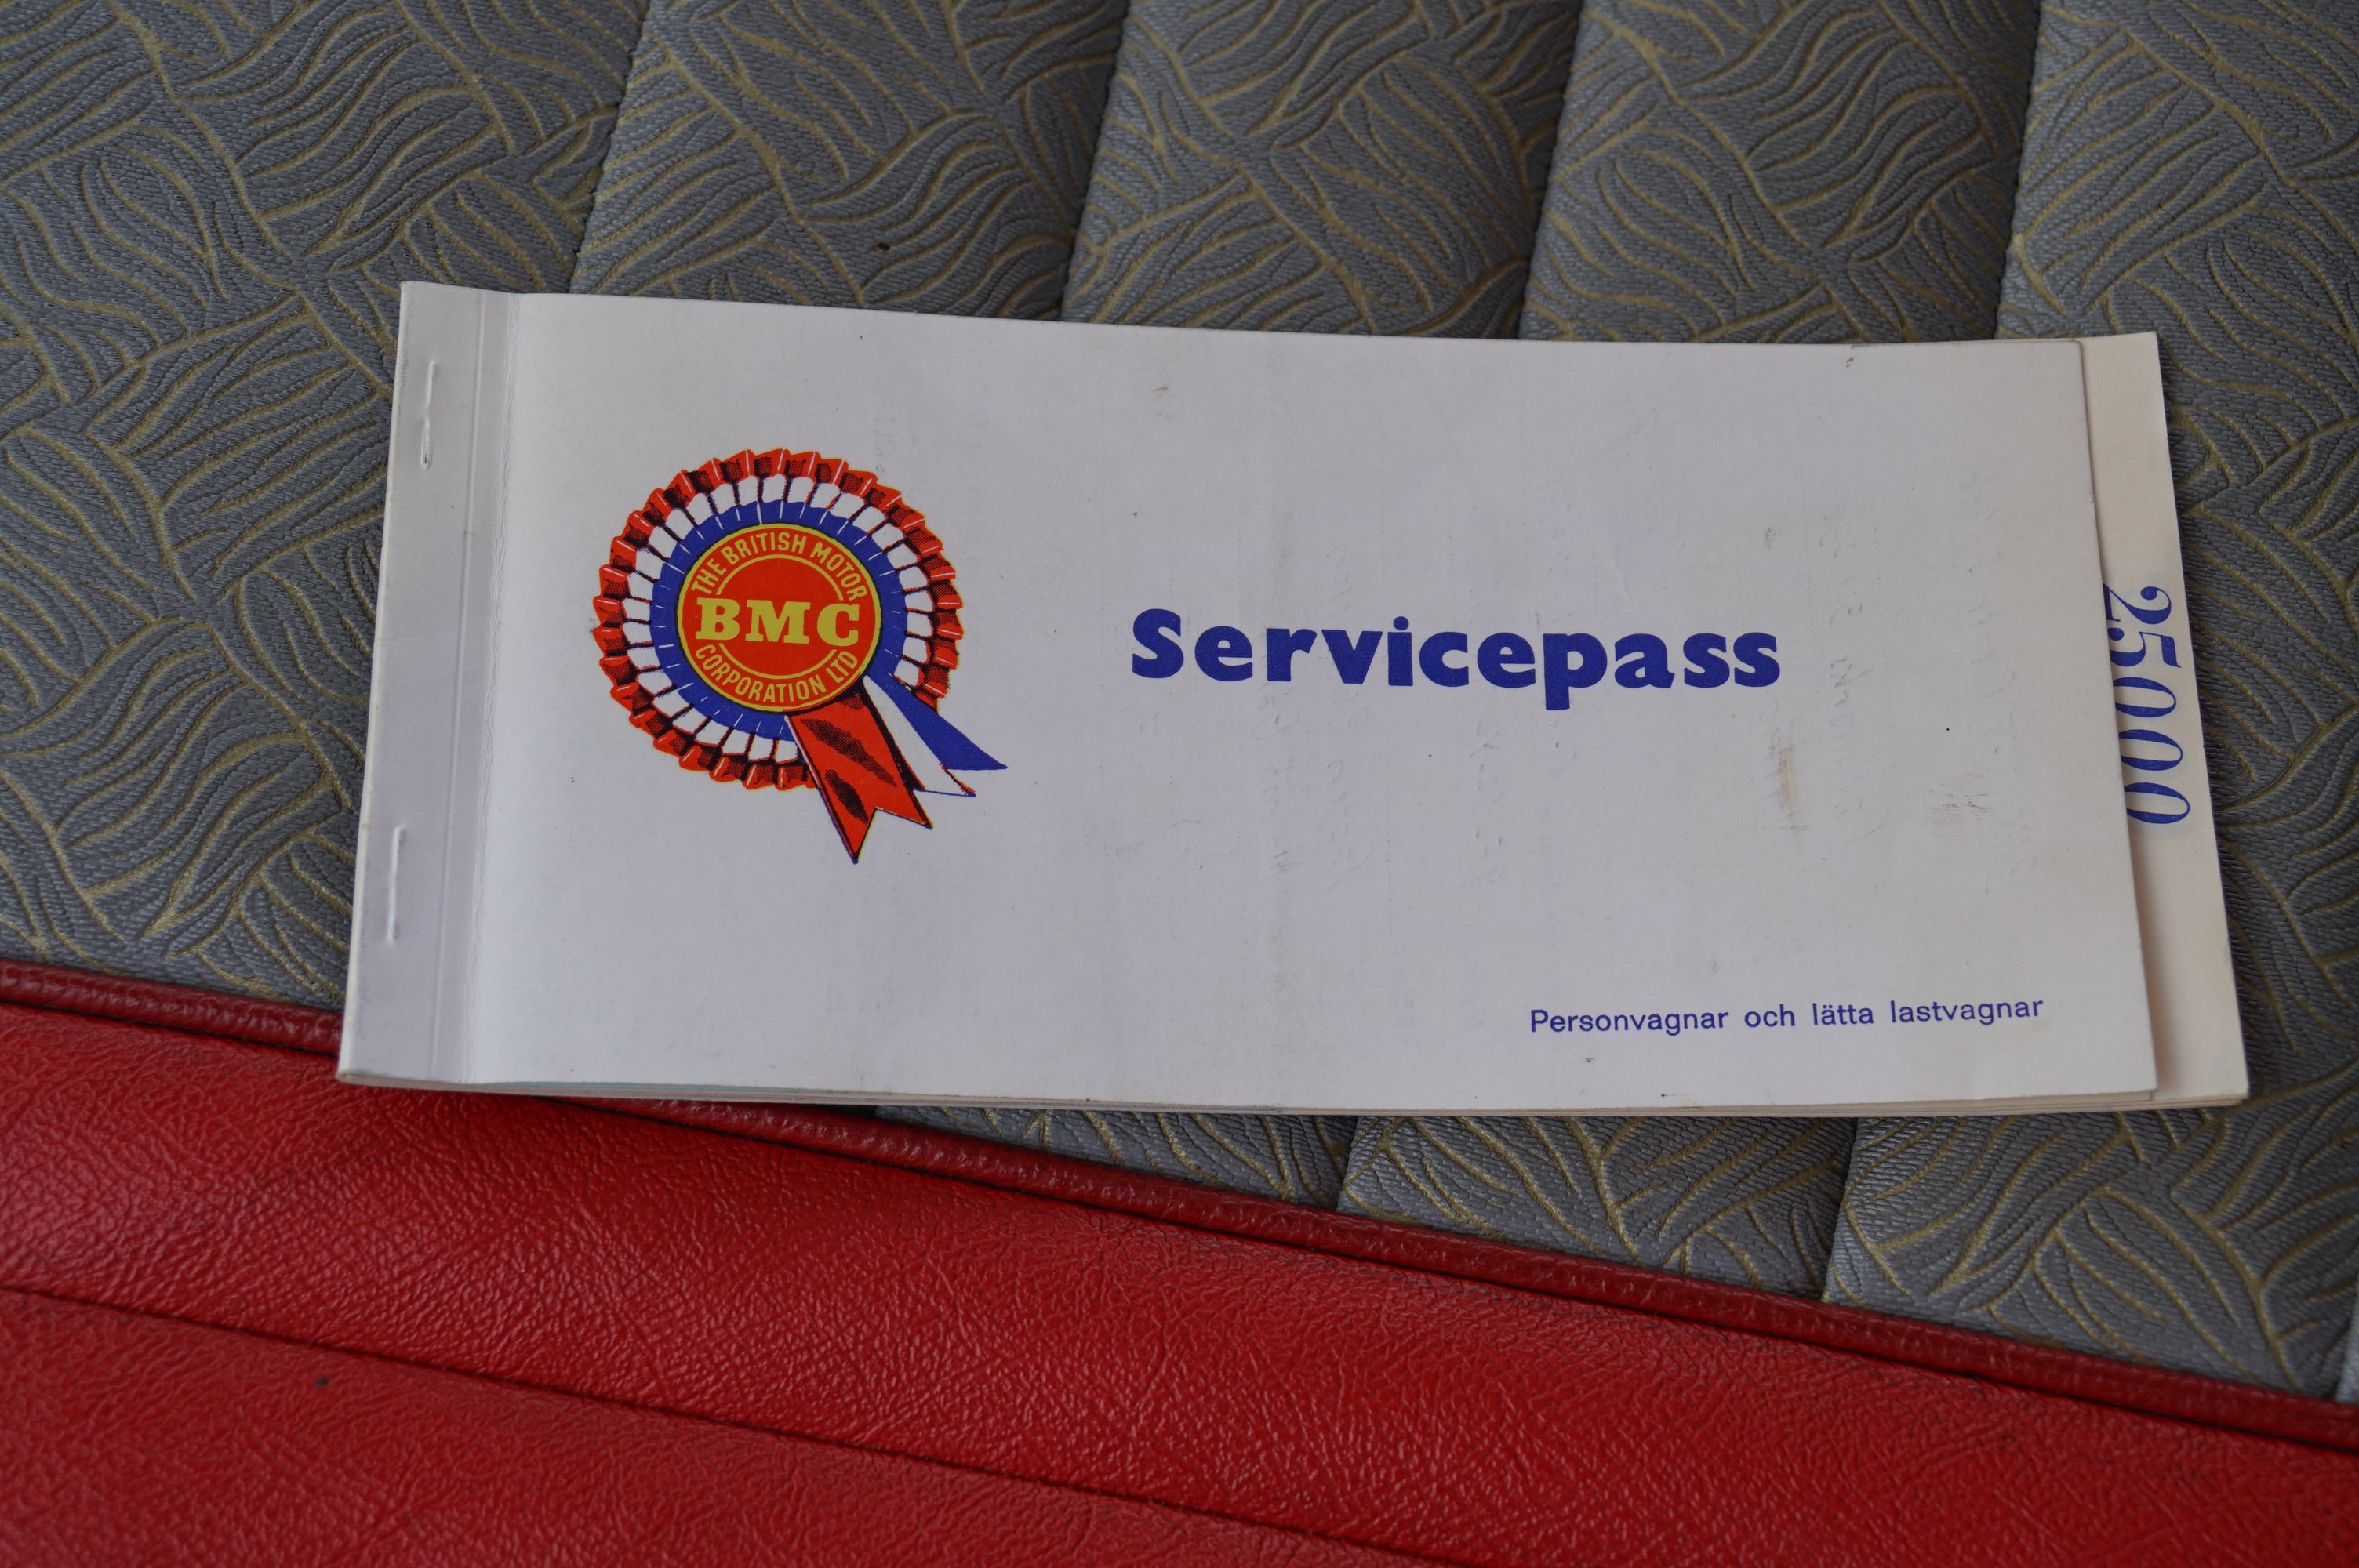 THE BRITISH MOTOR
BMC
CORPORATION LTD
Servicepass
Personvagnar och lätta lastvagnar
25000